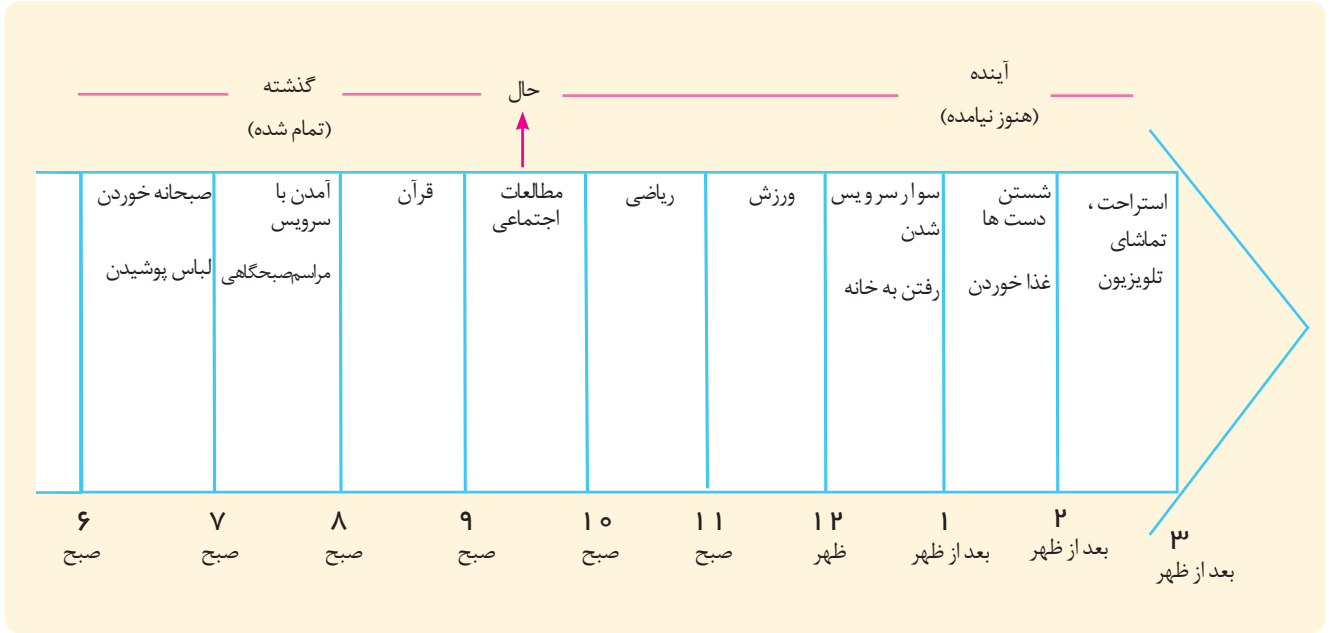 گذشته
(تمام شده)
حال
آینده
(هنوز نیامده)
صبحانه خوردن
لباس پوشیدن
آمدن با
سرویس
مراسم صبحگاهی
قرآن
مطالعات
اجتماعی
ریاضی
ورزش
سوار سرویس
شدن
رفتن به خانه
شستن
دست ها
غذا خوردن
استراحت ،
تماشای
تلویزیون
۶
صبح
۷
صبح
۸
صبح
۹
صبح
۱۰
صبح
۱۱
صبح
۱۲
ظهر
۱
بعد از ظهر
۲
بعد از ظهر
۳
بعد از ظهر